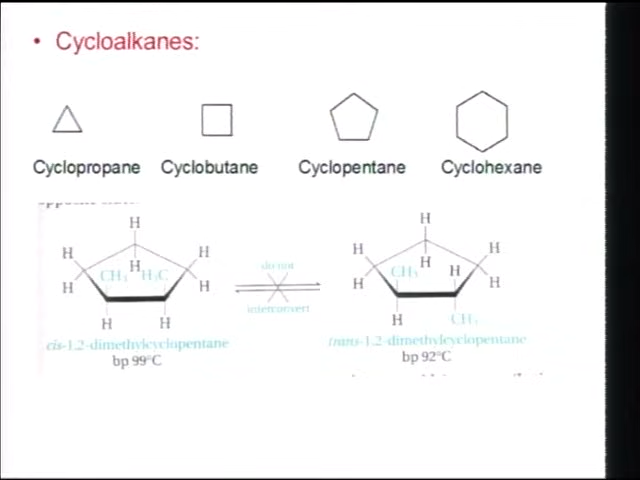 • Cycloalkanes:
Cyclopropane Cyclobutane Cyclopentane Cyclohexane
H H
H H H H
H H
CH₃ H₃C CH₃ H
H H H H
do not
interconvert
H H H CH₃
cis-1,2-dimethylcyclopentane trans-1,2-dimethylcyclopentane
bp 99°C bp 92°C